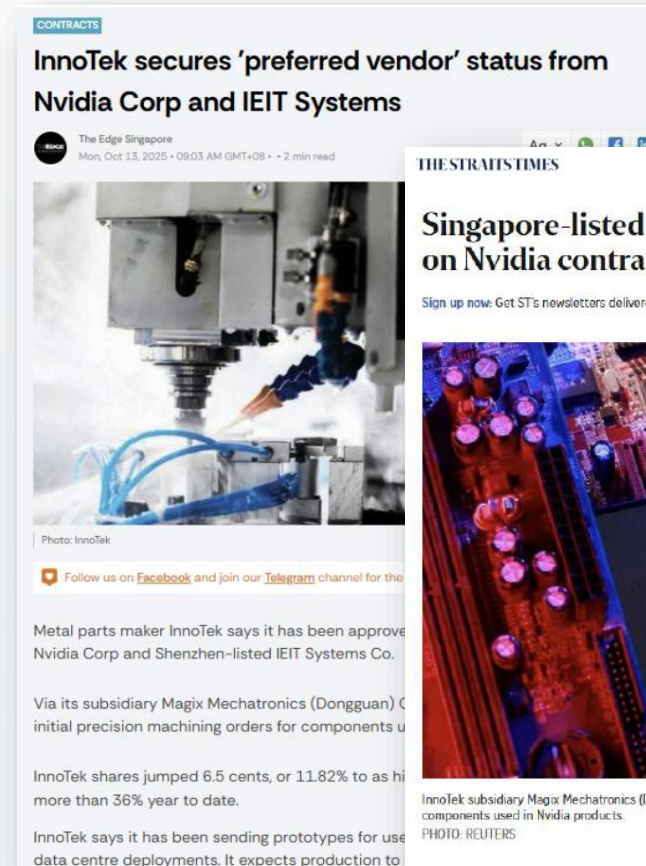 CONTRACTS
InnoTek secures 'preferred vendor' status from
Nvidia Corp and IEIT Systems
The Edge Singapore
Mon, Oct 13, 2025 • 09:03 AM GMT+08 • • 2 min read
Photo: InnoTek
Follow us on Facebook and join our Telegram channel for the
Metal parts maker InnoTek says it has been approve
Nvidia Corp and Shenzhen-listed IEIT Systems Co.
Via its subsidiary Magix Mechatronics (Dongguan) C
initial precision machining orders for components u
InnoTek shares jumped 6.5 cents, or 11.82% to as hi
more than 36% year to date.
InnoTek says it has been sending prototypes for use
data centre deployments. It expects production to
THE STRAITS TIMES
Singapore-listed
on Nvidia contra
Sign up now: Get ST's newsletters deliver
InnoTek subsidiary Magix Mechatronics (D
components used in Nvidia products.
PHOTO: REUTERS